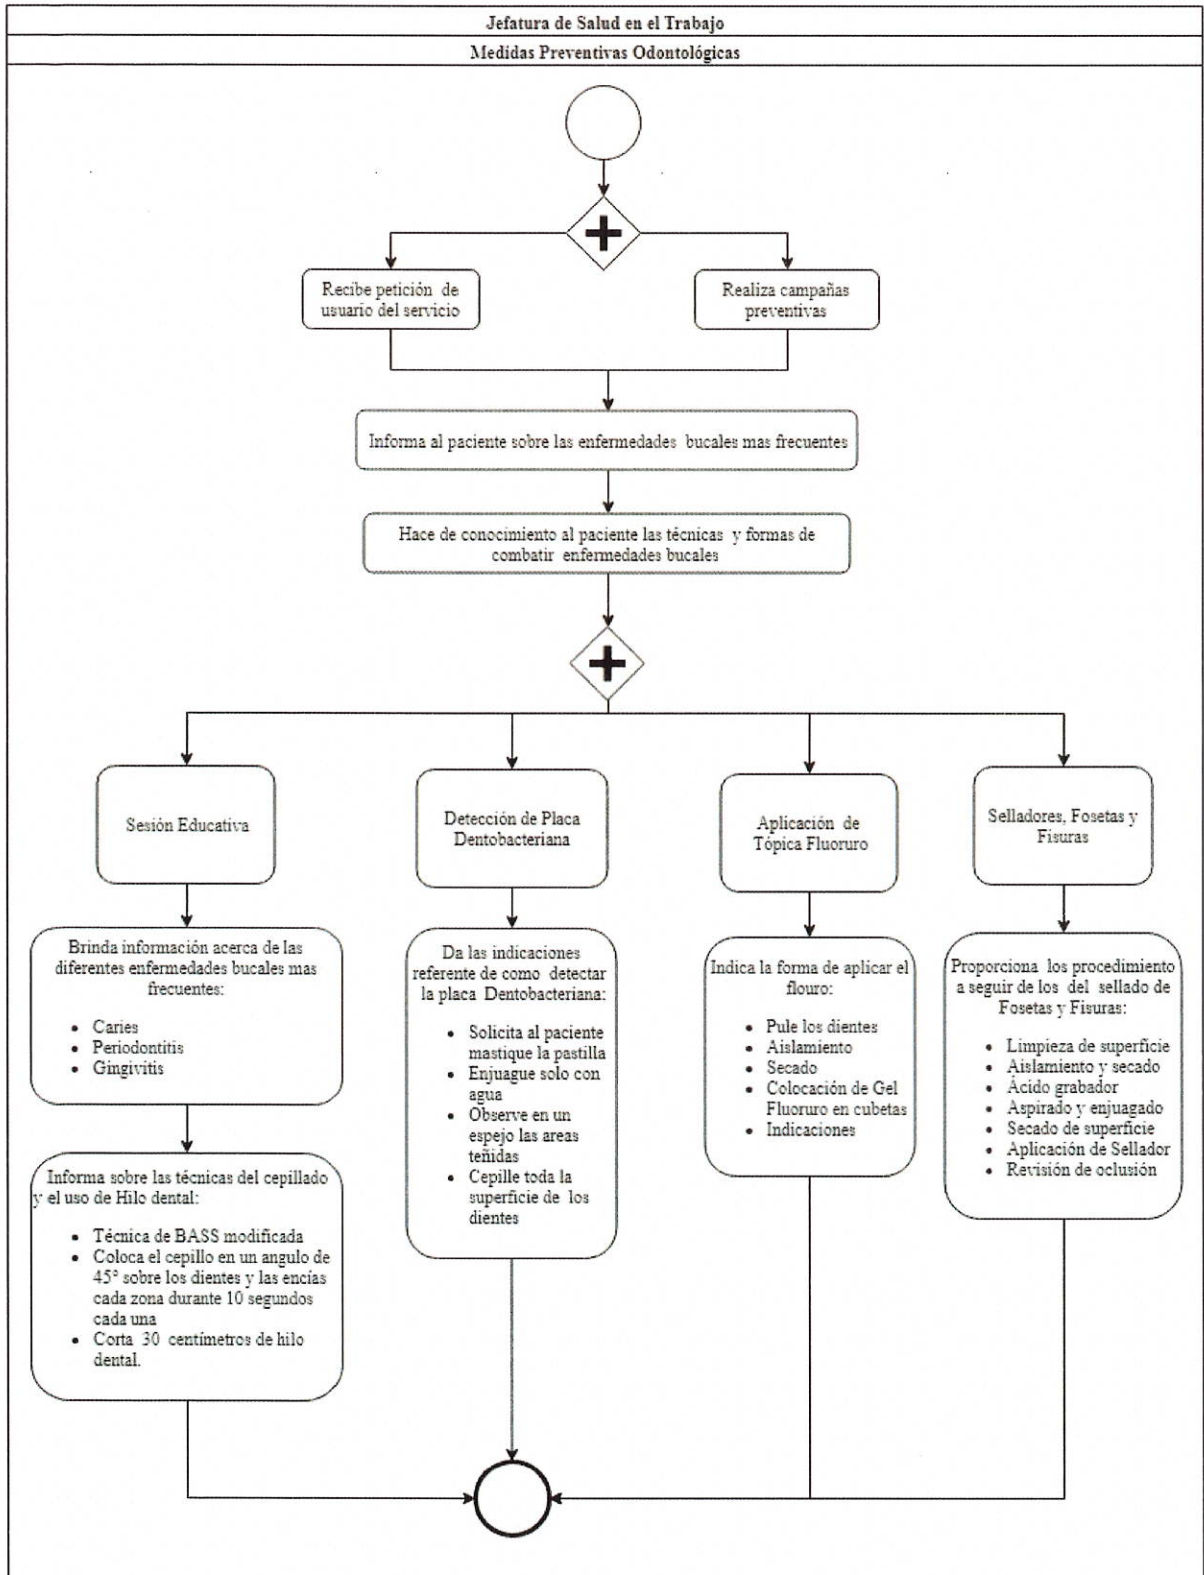 Jefatura de Salud en el Trabajo
Medidas Preventivas Odontológicas
Recibe petición de
usuario del servicio
Realiza campañas
preventivas
Informa al paciente sobre las enfermedades bucales mas frecuentes
Hace de conocimiento al paciente las técnicas y formas de
combatir enfermedades bucales
Sesión Educativa
Detección de Placa
Dentobacteriana
Aplicación de
Tópica Fluoruro
Selladores, Fosetas y
Fisuras
Brinda información acerca de las
diferentes enfermedades bucales mas
frecuentes:
• Caries
• Periodontitis
• Gingivitis
Da las indicaciones
referente de como detectar
la placa Dentobacteriana:
• Solicita al paciente
mastique la pastilla
• Enjuague solo con
agua
• Observe en un
espejo las areas
teñidas
• Cepille toda la
superficie de los
dientes
Indica la forma de aplicar el
flouro:
• Pule los dientes
• Aislamiento
• Secado
• Colocación de Gel
Fluoruro en cubetas
• Indicaciones
Proporciona los procedimiento
a seguir de los del sellado de
Fosetas y Fisuras:
• Limpieza de superficie
• Aislamiento y secado
• Ácido grabador
• Aspirado y enjuagado
• Secado de superficie
• Aplicación de Sellador
• Revisión de oclusión
Informa sobre las técnicas del cepillado
y el uso de Hilo dental:
• Técnica de BASS modificada
• Coloca el cepillo en un angulo de
45° sobre los dientes y las encías
cada zona durante 10 segundos
cada una
• Corta 30 centímetros de hilo
dental.